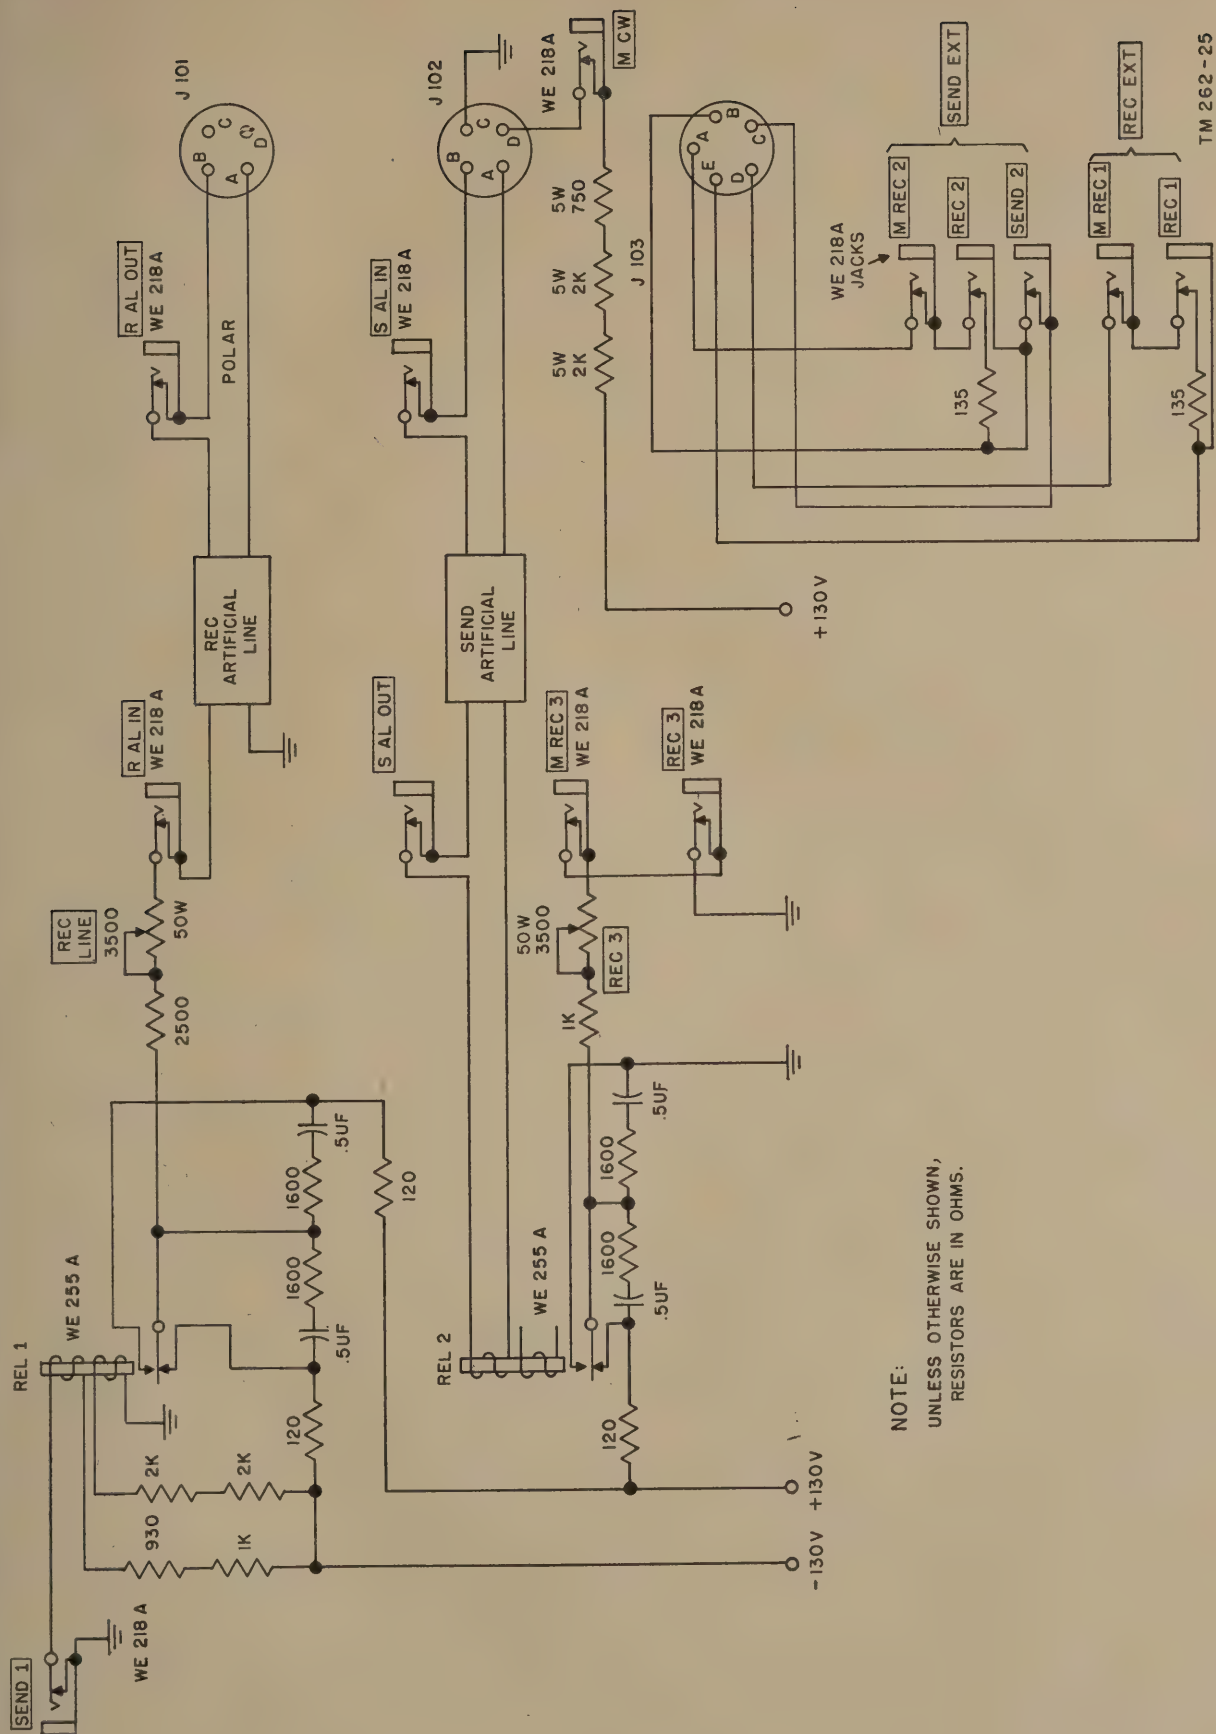 SEND 1
WE 218A
REL 1
WE 255 A
930
1K
2K
2K
120
.5UF
1600
1600
.5UF
120
2500
REC
LINE
3500
50W
R AL IN
WE 218 A
REC
ARTIFICIAL
LINE
R AL OUT
WE 218A
POLAR
J 101
B
C
A
D
-130V
+130V
120
REL 2
WE 255 A
.5UF
1600
1600
.5UF
1K
50W
3500
REC 3
S AL OUT
M REC 3
WE 218 A
REC 3
WE 218 A
SEND
ARTIFICIAL
LINE
S AL IN
WE 218A
J 102
B
C
A
D
WE 218A
M CW
5W
2K
5W
2K
5W
750
+130V
J 103
A
B
E
D
C
WE 218A
JACKS
M REC 2
REC 2
SEND 2
SEND EXT
135
M REC 1
REC 1
REC EXT
135
NOTE:
UNLESS OTHERWISE SHOWN,
RESISTORS ARE IN OHMS.
TM 262-25